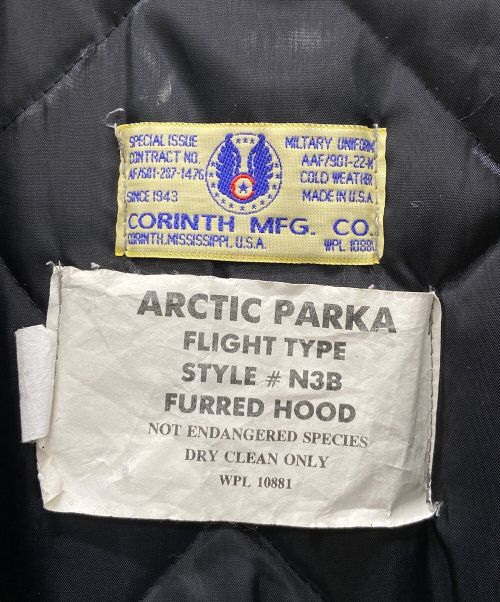 SPECIAL ISSUE
CONTRACT NO.
AF/S01-287-1476
SINCE 1943
MILTARY UNIFORM
AAF/901-22-M
COLD WEATHER
MADE IN U.S.A.
CORINTH MFG. CO.
CORINTH, MISSISSIPPI, U.S.A.
WPL 10881
ARCTIC PARKA
FLIGHT TYPE
STYLE # N3B
FURRED HOOD
NOT ENDANGERED SPECIES
DRY CLEAN ONLY
WPL 10881